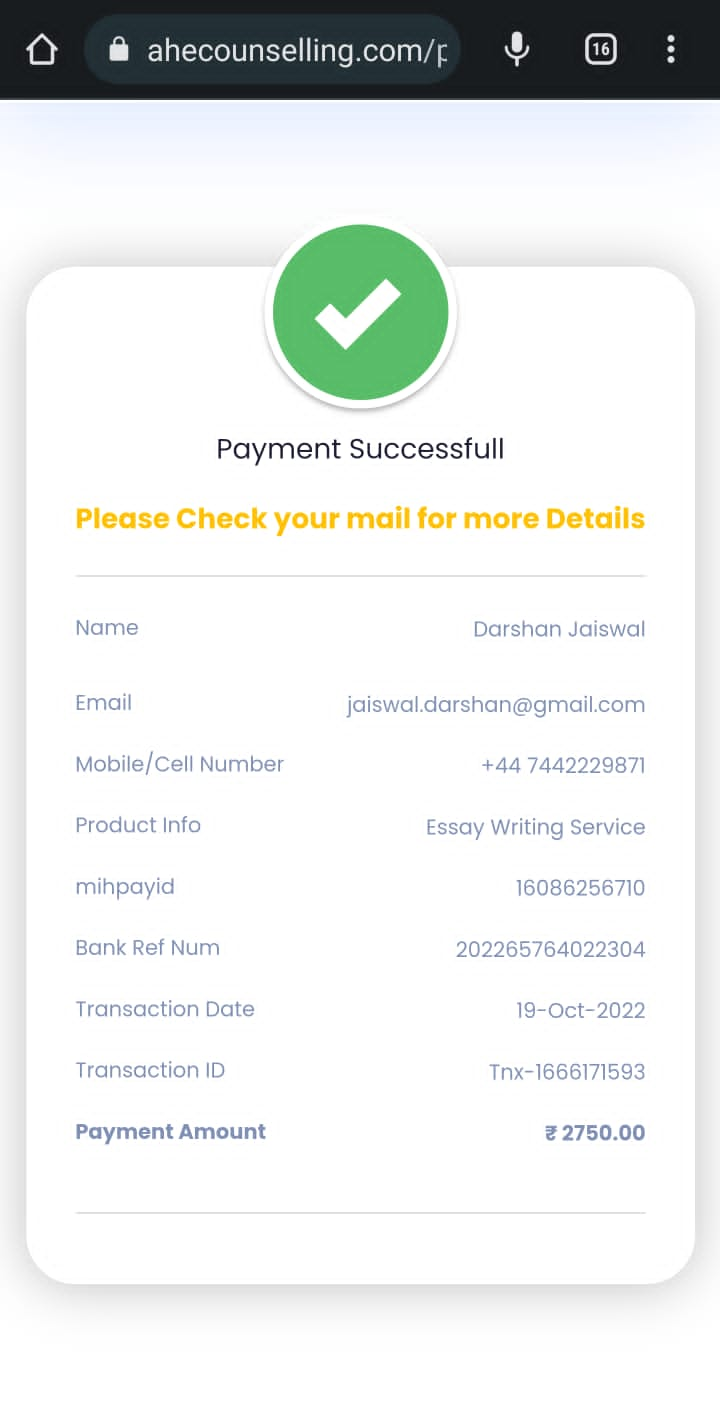 ahecounselling.com/p
16
Payment Successfull
Please Check your mail for more Details
Name Darshan Jaiswal
Email jaiswal.darshan@gmail.com
Mobile/Cell Number +44 7442229871
Product Info Essay Writing Service
mihpayid 16086256710
Bank Ref Num 202265764022304
Transaction Date 19-Oct-2022
Transaction ID Tnx-1666171593
Payment Amount ₹ 2750.00